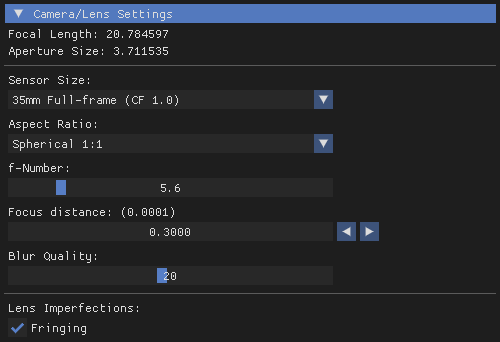 Camera/Lens Settings
Focal Length: 20.784597
Aperture Size: 3.711535
Sensor Size:
35mm Full-frame (CF 1.0)
Aspect Ratio:
Spherical 1:1
f-Number:
5.6
Focus distance: (0.0001)
0.3000
Blur Quality:
20
Lens Imperfections:
Fringing